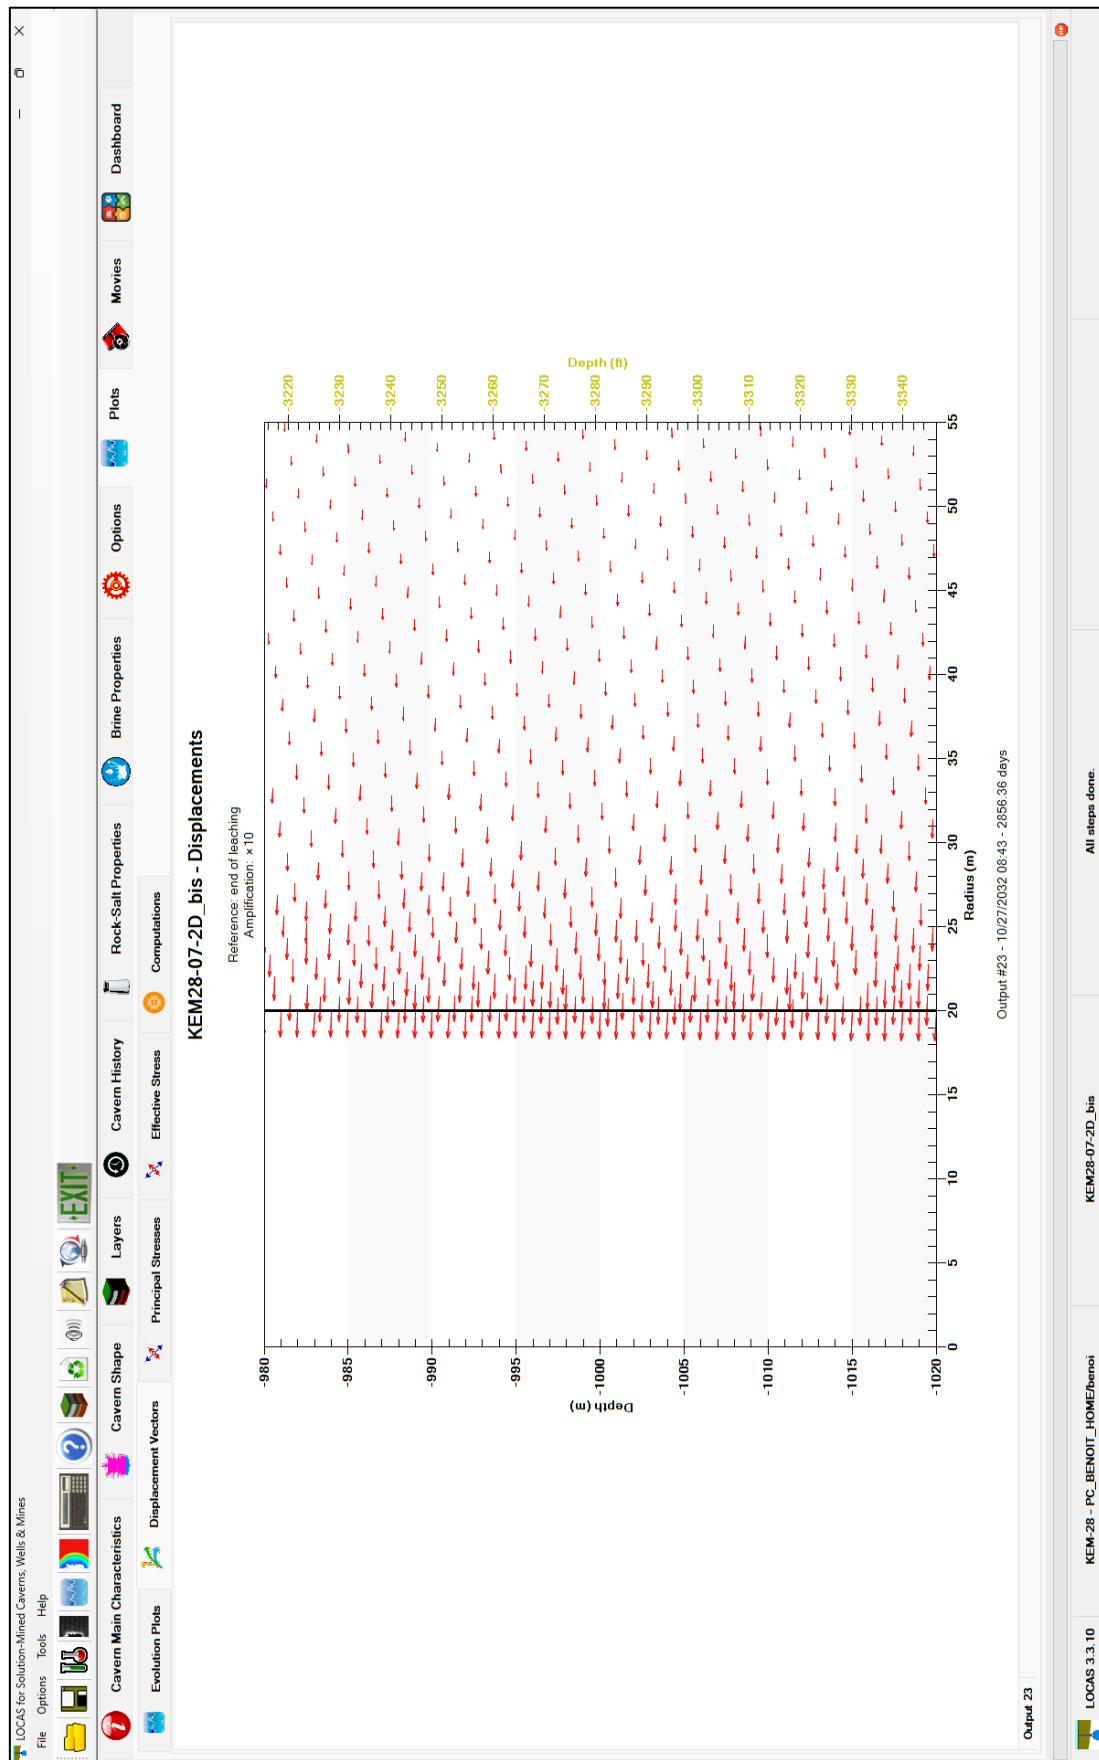 LOCAS for Solution-Mined Caverns, Wells & Mines
File Options Tools Help
EXIT
Cavern Main Characteristics Cavern Shape Layers Cavern History Rock-Salt Properties Brine Properties Options Plots Movies Dashboard
Evolution Plots Displacement Vectors Principal Stresses Effective Stress Computations
KEM28-07-2D_bis - Displacements
Reference: end of leaching
Amplification: ×10
Depth (m)
-980
-985
-990
-995
-1000
-1005
-1010
-1015
-1020
Depth (ft)
-3220
-3230
-3240
-3250
-3260
-3270
-3280
-3290
-3300
-3310
-3320
-3330
-3340
0 5 10 15 20 25 30 35 40 45 50 55
Radius (m)
Output #23 - 10/27/2032 08:43 - 2856.36 days
Output 23
LOCAS 3.3.10 KEM-28 - PC_BENOIT_HOME/benoi KEM28-07-2D_bis All steps done.